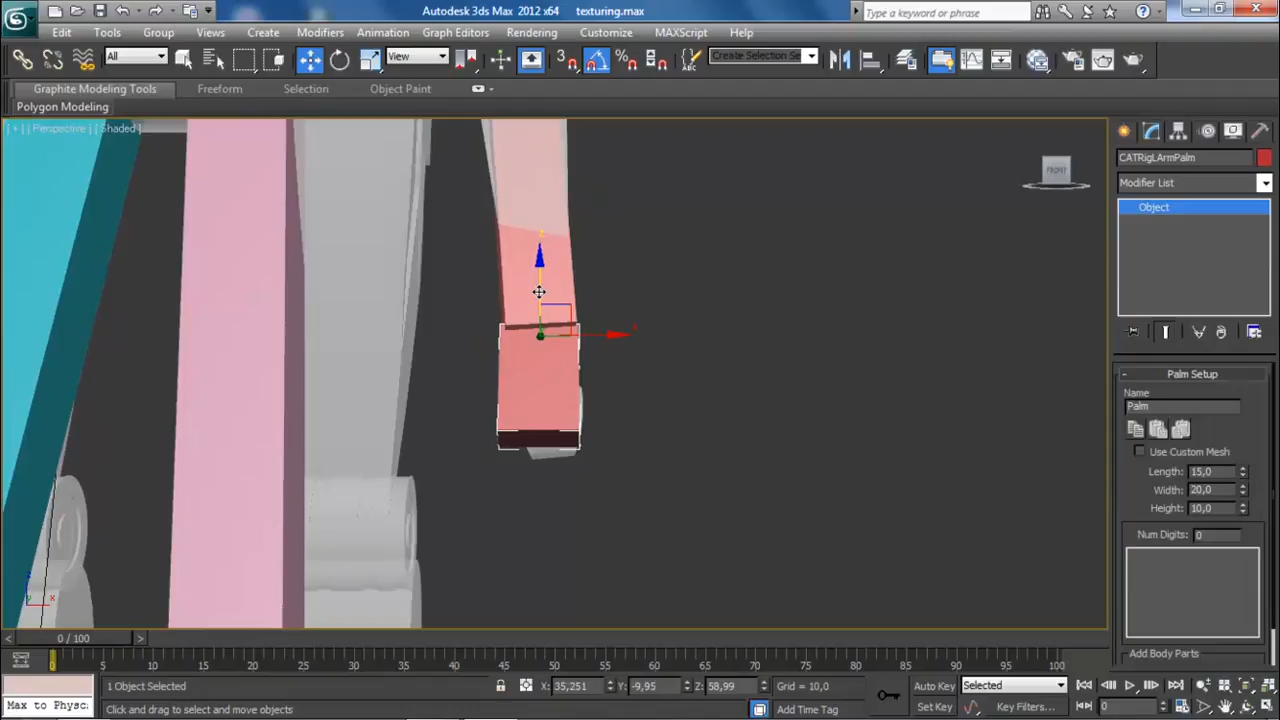 Autodesk 3ds Max 2012 x64 texturing.max
Type a keyword or phrase
Edit Tools Group Views Create Modifiers Animation Graph Editors Rendering Customize MAXScript Help
All View 3 Create Selection Se
Graphite Modeling Tools Freeform Selection Object Paint
Polygon Modeling
[ + ] [ Perspective ] [ Shaded ]
FRONT
CATRigLArmPalm
Modifier List
Object
z
x
Palm Setup
Name
Palm
Use Custom Mesh
Length: 15,0
Width: 20,0
Height: 10,0
Num Digits: 0
Add Body Parts
z
x
0 / 100
0 5 10 15 20 25 30 35 40 45 50 55 60 65 70 75 80 85 90 95 100
1 Object Selected X: 35,251 Y: -9,95 Z: 58,99 Grid = 10,0 Auto Key Selected
Max to Physc. Click and drag to select and move objects Add Time Tag Set Key Key Filters... 0